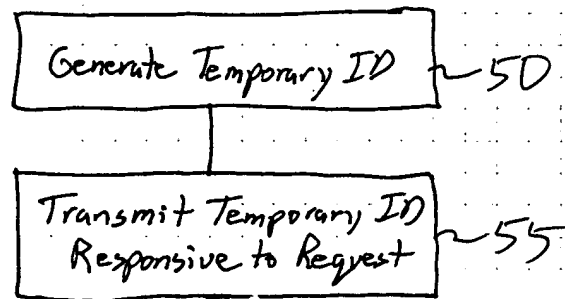 Generate Temporary ID 50
Transmit Temporary ID
Responsive to Request 55